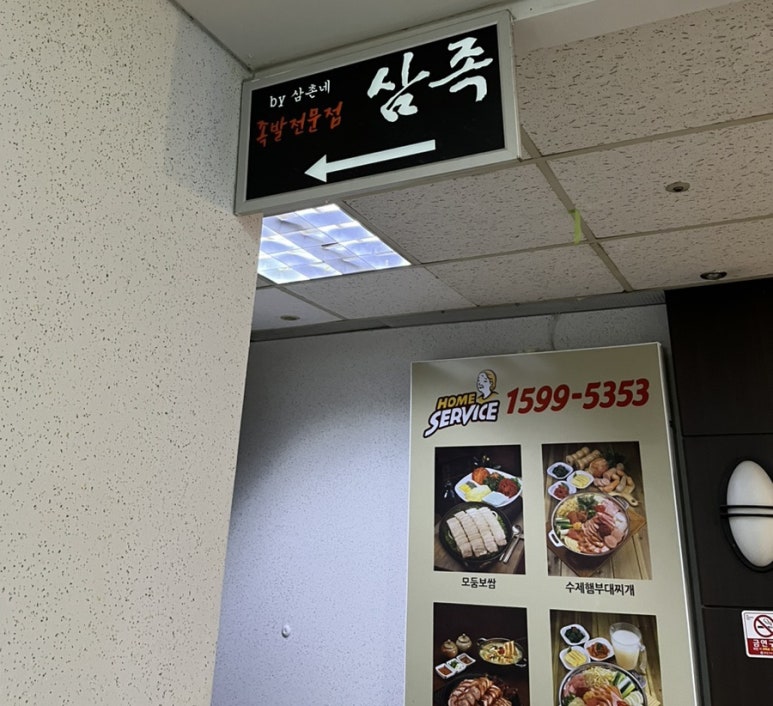 by 삼촌네
족발전문점
삼족
HOME
SERVICE
1599-5353
모둠보쌈
수제햄부대찌개